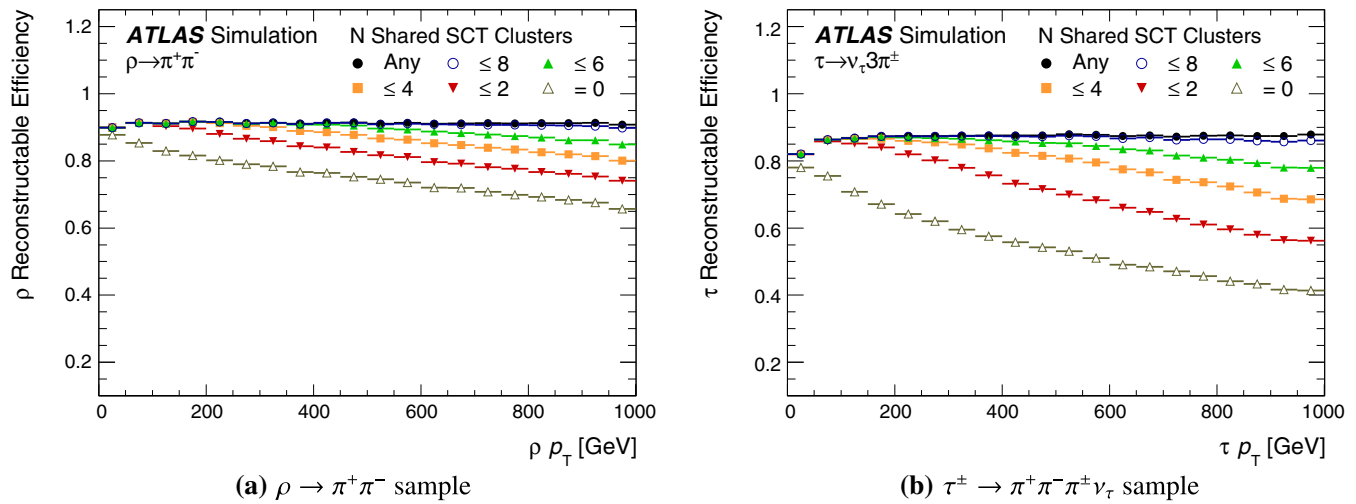 ATLAS Simulation
ρ→π⁺π⁻
N Shared SCT Clusters
Any ≤ 8 ≤ 6
≤ 4 ≤ 2 = 0
ρ Reconstructable Efficiency
1.2
1
0.8
0.6
0.4
0.2
0 200 400 600 800 1000
ρ p_T [GeV]
(a) ρ → π⁺π⁻ sample
ATLAS Simulation
τ→ν_τ3π^±
N Shared SCT Clusters
Any ≤ 8 ≤ 6
≤ 4 ≤ 2 = 0
τ Reconstructable Efficiency
1.2
1
0.8
0.6
0.4
0.2
0 200 400 600 800 1000
τ p_T [GeV]
(b) τ^± → π⁺π⁻π^±ν_τ sample